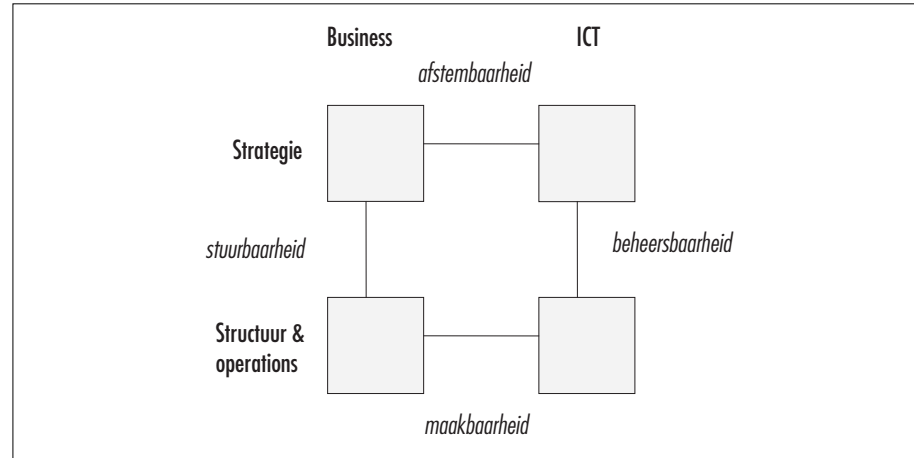 Business ICT
afstembaarheid
Strategie
stuurbaarheid beheersbaarheid
Structuur &
operations
maakbaarheid